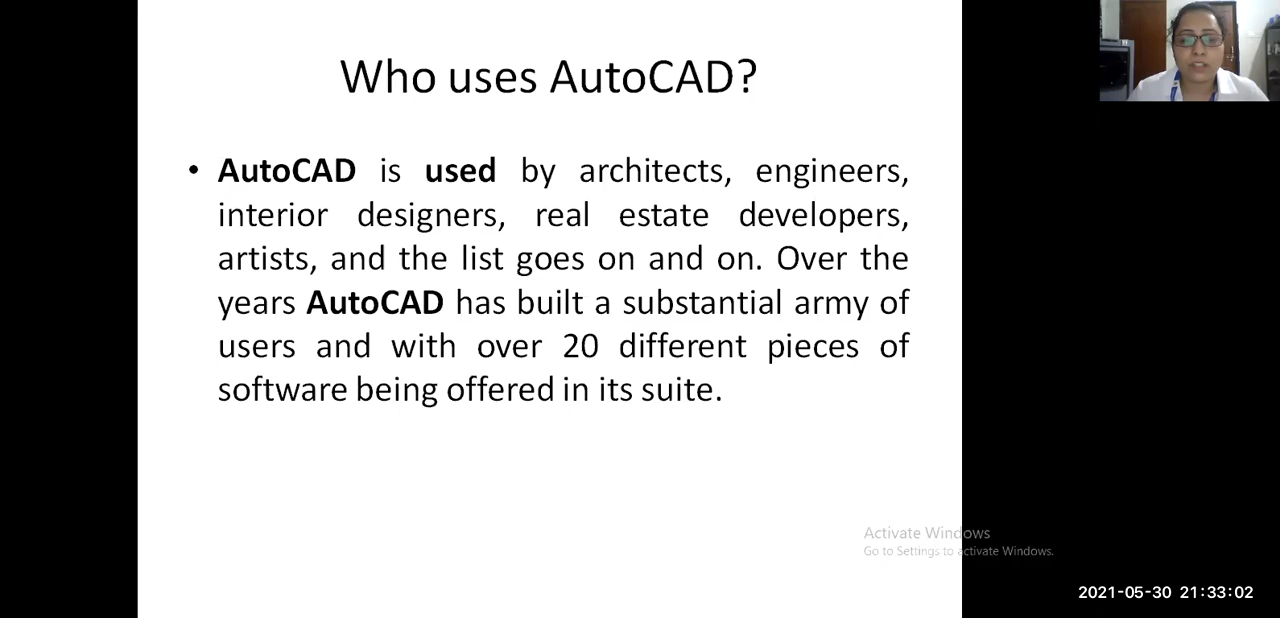 Who uses AutoCAD?
• AutoCAD is used by architects, engineers,
interior designers, real estate developers,
artists, and the list goes on and on. Over the
years AutoCAD has built a substantial army of
users and with over 20 different pieces of
software being offered in its suite.
Activate Windows
Go to Settings to activate Windows.
2021-05-30 21:33:02